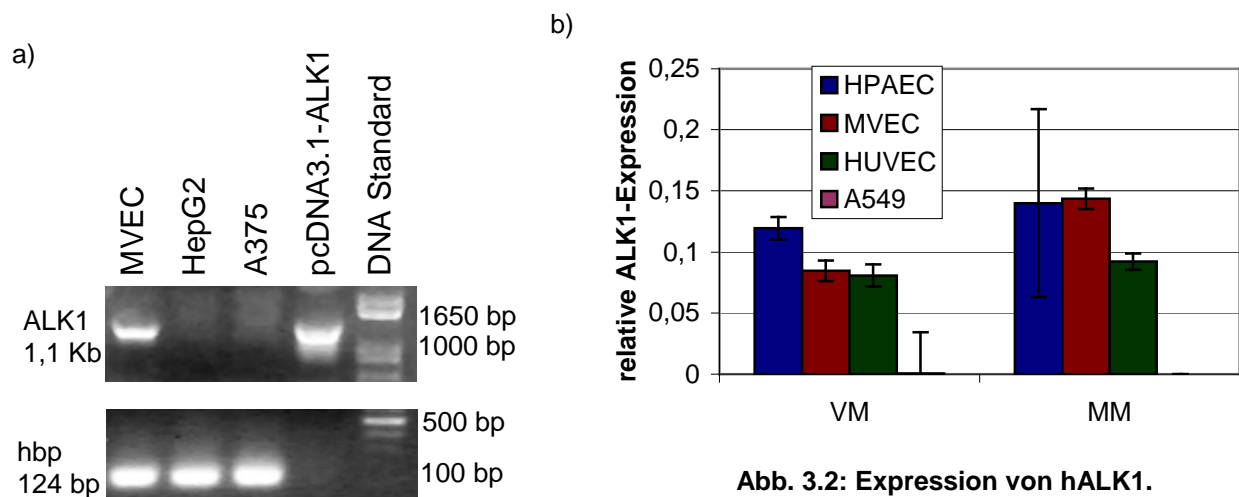 a)
MVEC
HepG2
A375
pcDNA3.1-ALK1
DNA Standard
ALK1
1,1 Kb
1650 bp
1000 bp
hbp
124 bp
500 bp
100 bp
b)
relative ALK1-Expression
0,25
0,2
0,15
0,1
0,05
0
HPAEC
MVEC
HUVEC
A549
VM
MM
Abb. 3.2: Expression von hALK1.